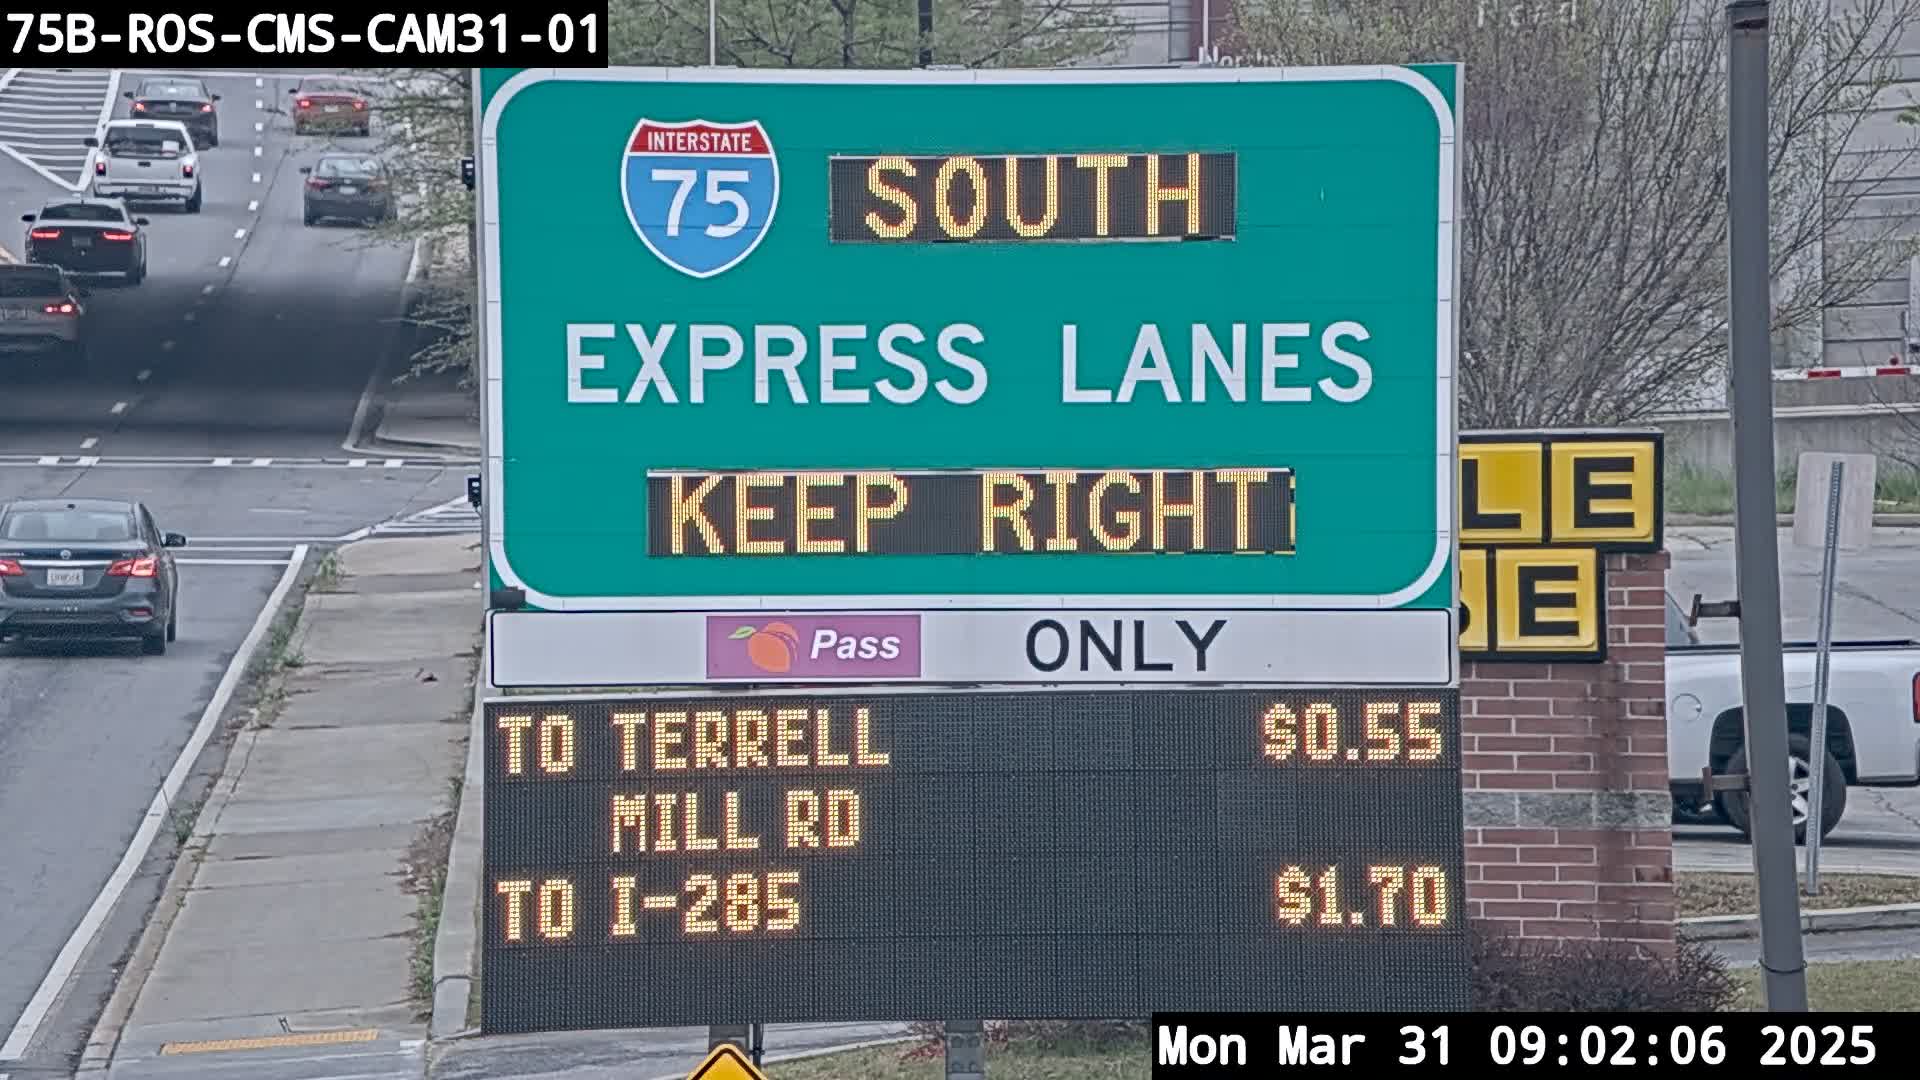 75B-ROS-CMS-CAM31-01
INTERSTATE
75
SOUTH
EXPRESS LANES
KEEP RIGHT
Pass ONLY
TO TERRELL $0.55
MILL RD
TO I-285 $1.70
LE
E
Mon Mar 31 09:02:06 2025